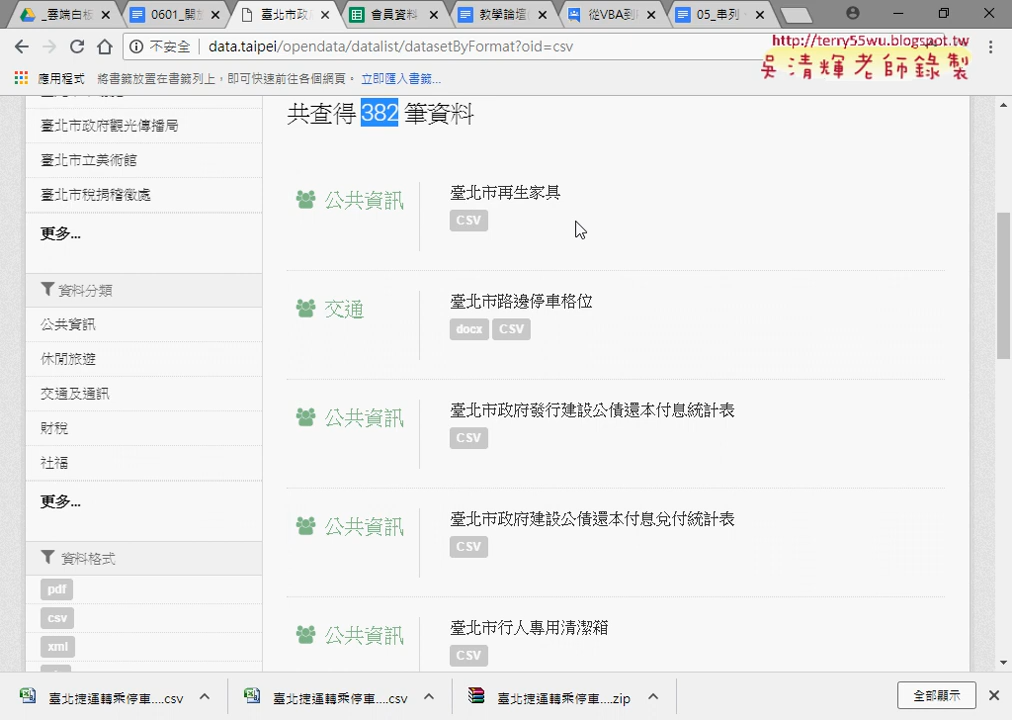 _雲端白板
0601_開放
臺北市政府
會員資料
教學論壇
從VBA到
05_串列
不安全 data.taipei/opendata/datalist/datasetByFormat?oid=csv
http://terry55wu.blogspot.tw
吳清輝老師錄製
應用程式 將書籤放置在書籤列上，即可快速前往各個網頁。 立即匯入書籤...
臺北市政府觀光傳播局
臺北市立美術館
臺北市稅捐稽徵處
更多...
資料分類
公共資訊
休閒旅遊
交通及通訊
財稅
社福
更多...
資料格式
pdf
csv
xml
共查得 382 筆資料
公共資訊
臺北市再生家具
CSV
交通
臺北市路邊停車格位
docx CSV
公共資訊
臺北市政府發行建設公債還本付息統計表
CSV
公共資訊
臺北市政府建設公債還本付息兌付統計表
CSV
公共資訊
臺北市行人專用清潔箱
CSV
臺北捷運轉乘停車....csv
臺北捷運轉乘停車....csv
臺北捷運轉乘停車....zip
全部顯示